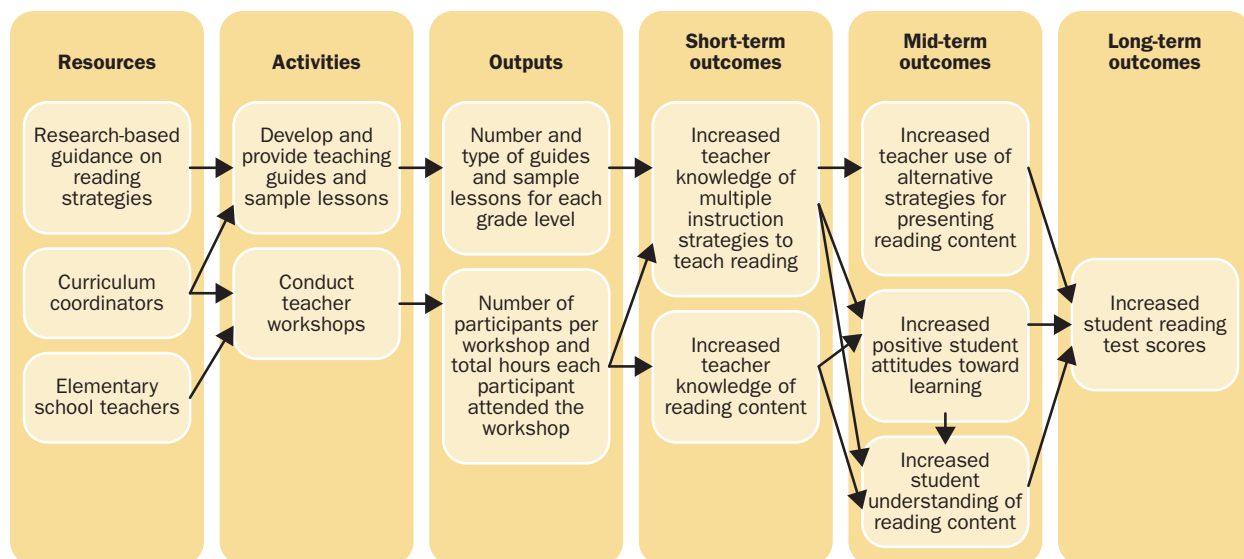 Resources
Activities
Outputs
Short-term
outcomes
Mid-term
outcomes
Long-term
outcomes
Research-based
guidance on
reading
strategies
Curriculum
coordinators
Elementary
school teachers
Develop and
provide teaching
guides and
sample lessons
Conduct
teacher
workshops
Number and
type of guides
and sample
lessons for each
grade level
Number of
participants per
workshop and
total hours each
participant
attended the
workshop
Increased
teacher
knowledge of
multiple
instruction
strategies to
teach reading
Increased
teacher
knowledge of
reading content
Increased
teacher use of
alternative
strategies for
presenting
reading content
Increased
positive student
attitudes toward
learning
Increased
student
understanding of
reading content
Increased
student reading
test scores